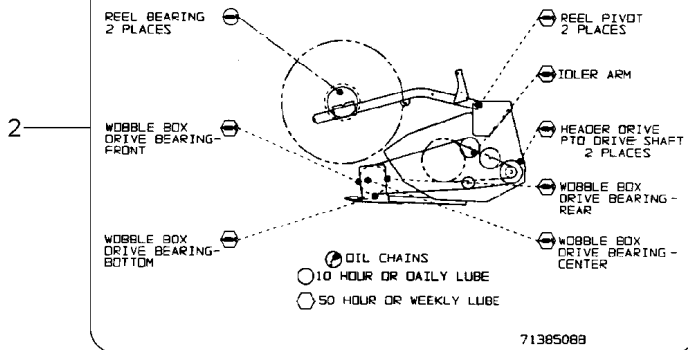 REEL BEARING
2 PLACES
REEL PIVOT
2 PLACES
IDLER ARM
2
WOBBLE BOX
DRIVE BEARING-
FRONT
HEADER DRIVE
PTO DRIVE SHAFT
2 PLACES
WOBBLE BOX
DRIVE BEARING-
REAR
WOBBLE BOX
DRIVE BEARING-
BOTTOM
WOBBLE BOX
DRIVE BEARING-
CENTER
OIL CHAINS
10 HOUR OR DAILY LUBE
50 HOUR OR WEEKLY LUBE
71385088